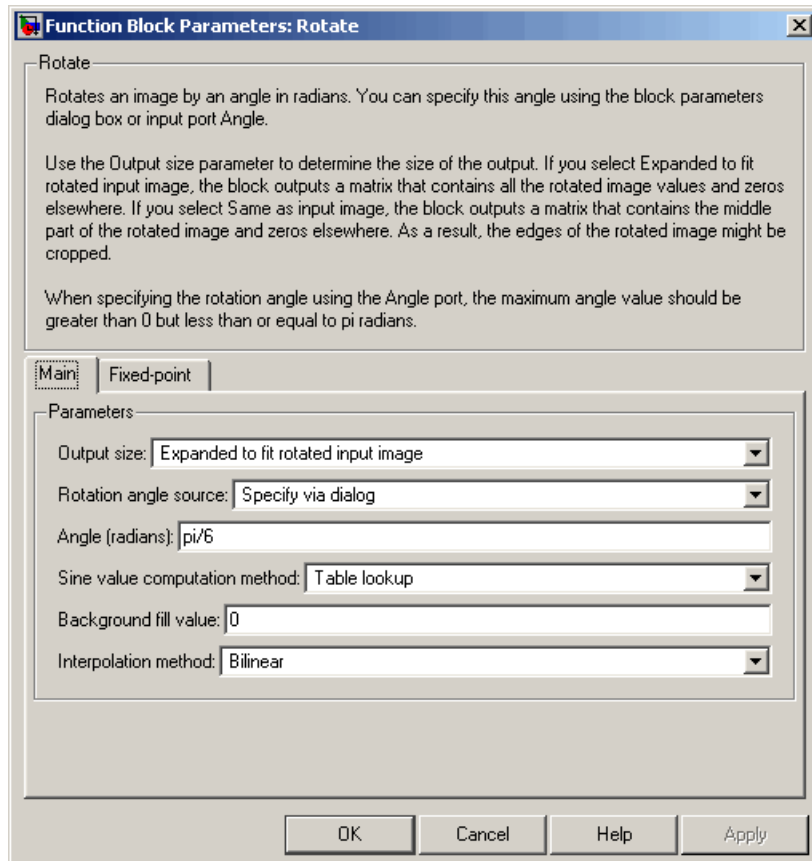 Function Block Parameters: Rotate
Rotate
Rotates an image by an angle in radians. You can specify this angle using the block parameters
dialog box or input port Angle.
Use the Output size parameter to determine the size of the output. If you select Expanded to fit
rotated input image, the block outputs a matrix that contains all the rotated image values and zeros
elsewhere. If you select Same as input image, the block outputs a matrix that contains the middle
part of the rotated image and zeros elsewhere. As a result, the edges of the rotated image might be
cropped.
When specifying the rotation angle using the Angle port, the maximum angle value should be
greater than 0 but less than or equal to pi radians.
Main Fixed-point
Parameters
Output size: Expanded to fit rotated input image
Rotation angle source: Specify via dialog
Angle (radians): pi/6
Sine value computation method: Table lookup
Background fill value: 0
Interpolation method: Bilinear
OK Cancel Help Apply